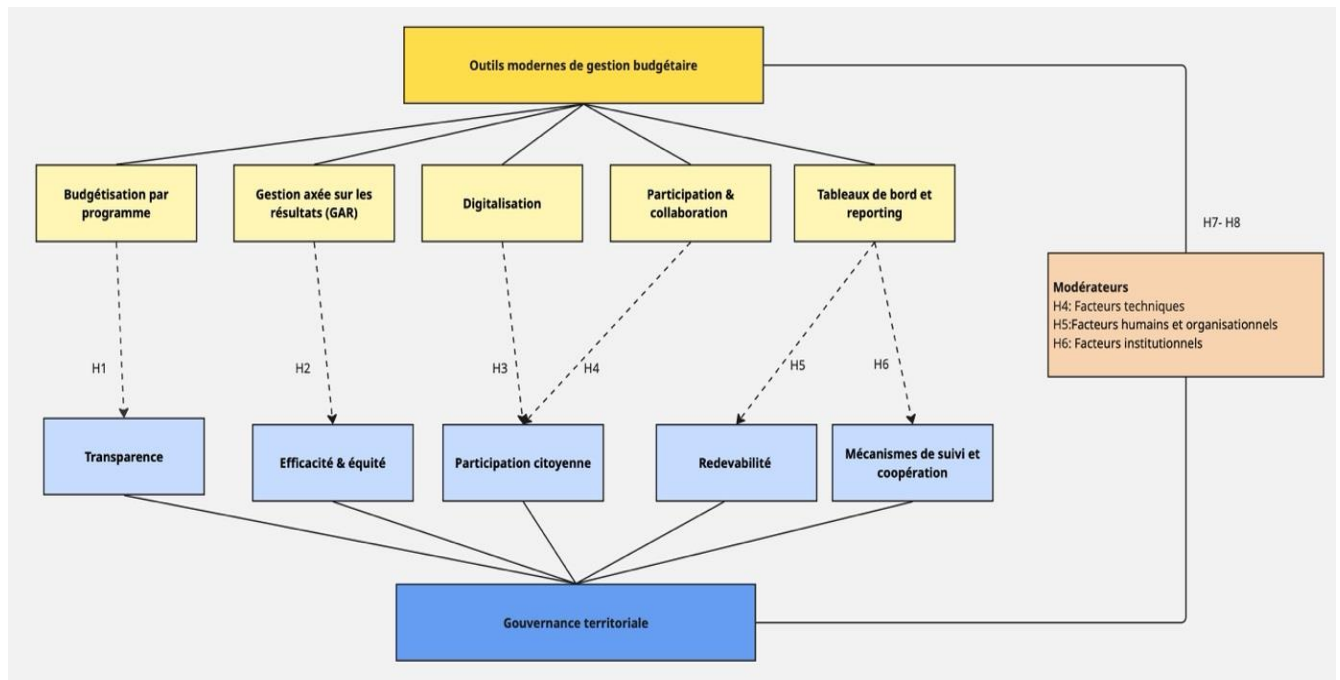 Outils modernes de gestion budgétaire
Budgétisation par
programme
Gestion axée sur les
résultats (GAR)
Digitalisation
Participation &
collaboration
Tableaux de bord et
reporting
H7- H8
Modérateurs
H4: Facteurs techniques
H5:Facteurs humains et organisationnels
H6: Facteurs institutionnels
H1
H2
H3
H4
H5
H6
Transparence
Efficacité & équité
Participation citoyenne
Redevabilité
Mécanismes de suivi et
coopération
Gouvernance territoriale